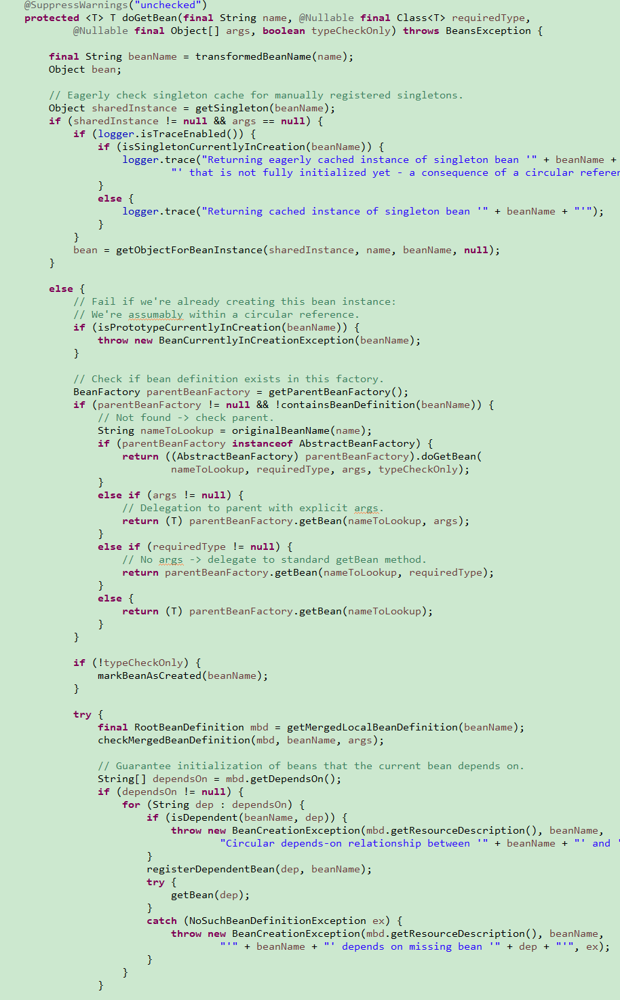 @SuppressWarnings("unchecked")
protected <T> T doGetBean(final String name, @Nullable final Class<T> requiredType,
        @Nullable final Object[] args, boolean typeCheckOnly) throws BeansException {

    final String beanName = transformedBeanName(name);
    Object bean;

    // Eagerly check singleton cache for manually registered singletons.
    Object sharedInstance = getSingleton(beanName);
    if (sharedInstance != null && args == null) {
        if (logger.isTraceEnabled()) {
            if (isSingletonCurrentlyInCreation(beanName)) {
                logger.trace("Returning eagerly cached instance of singleton bean '" + beanName +
                        "' that is not fully initialized yet - a consequence of a circular referen
            }
            else {
                logger.trace("Returning cached instance of singleton bean '" + beanName + "'");
            }
        }
        bean = getObjectForBeanInstance(sharedInstance, name, beanName, null);
    }

    else {
        // Fail if we're already creating this bean instance:
        // We're assumably within a circular reference.
        if (isPrototypeCurrentlyInCreation(beanName)) {
            throw new BeanCurrentlyInCreationException(beanName);
        }

        // Check if bean definition exists in this factory.
        BeanFactory parentBeanFactory = getParentBeanFactory();
        if (parentBeanFactory != null && !containsBeanDefinition(beanName)) {
            // Not found -> check parent.
            String nameToLookup = originalBeanName(name);
            if (parentBeanFactory instanceof AbstractBeanFactory) {
                return ((AbstractBeanFactory) parentBeanFactory).doGetBean(
                        nameToLookup, requiredType, args, typeCheckOnly);
            }
            else if (args != null) {
                // Delegation to parent with explicit args.
                return (T) parentBeanFactory.getBean(nameToLookup, args);
            }
            else if (requiredType != null) {
                // No args -> delegate to standard getBean method.
                return parentBeanFactory.getBean(nameToLookup, requiredType);
            }
            else {
                return (T) parentBeanFactory.getBean(nameToLookup);
            }
        }

        if (!typeCheckOnly) {
            markBeanAsCreated(beanName);
        }

        try {
            final RootBeanDefinition mbd = getMergedLocalBeanDefinition(beanName);
            checkMergedBeanDefinition(mbd, beanName, args);

            // Guarantee initialization of beans that the current bean depends on.
            String[] dependsOn = mbd.getDependsOn();
            if (dependsOn != null) {
                for (String dep : dependsOn) {
                    if (isDependent(beanName, dep)) {
                        throw new BeanCreationException(mbd.getResourceDescription(), beanName,
                                "Circular depends-on relationship between '" + beanName + "' and '
                    }
                    registerDependentBean(dep, beanName);
                    try {
                        getBean(dep);
                    }
                    catch (NoSuchBeanDefinitionException ex) {
                        throw new BeanCreationException(mbd.getResourceDescription(), beanName,
                                "'" + beanName + "' depends on missing bean '" + dep + "'", ex);
                    }
                }
            }